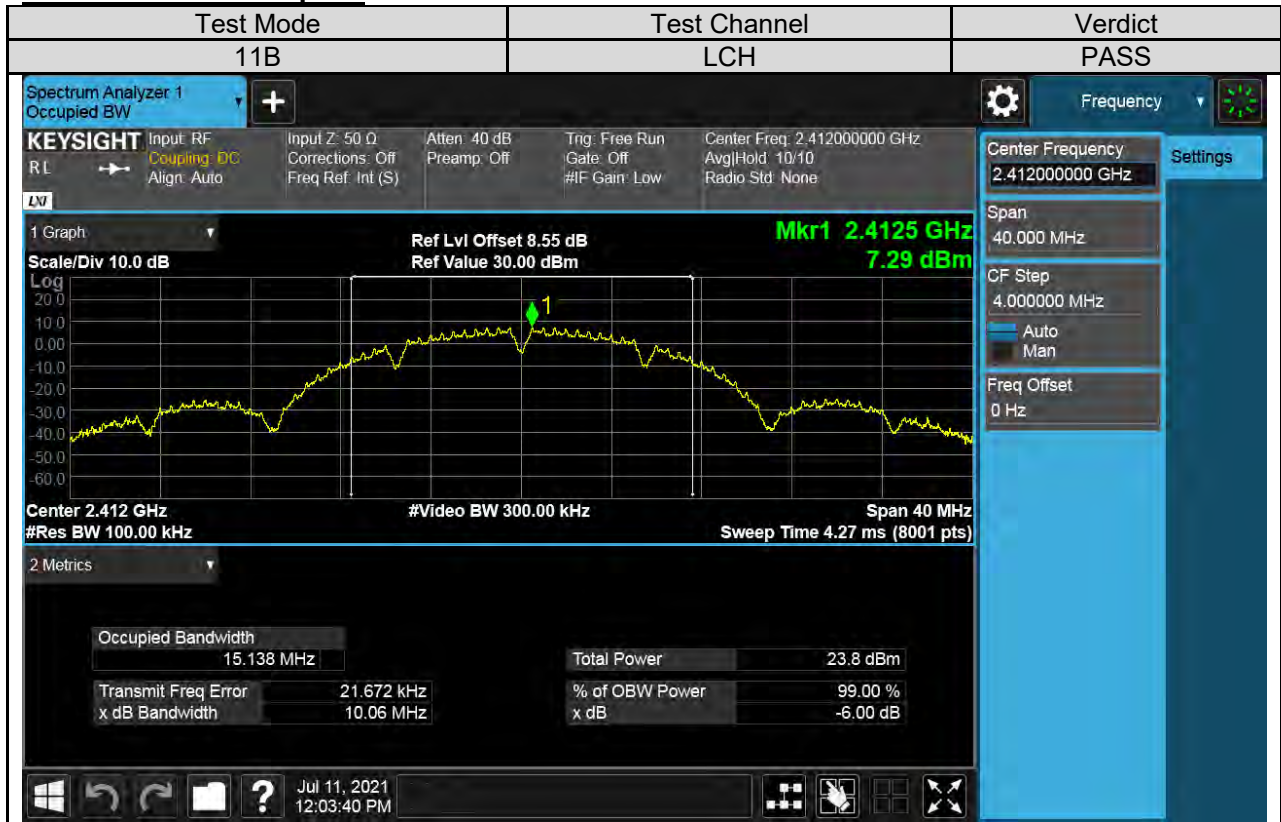 Test Mode Test Channel Verdict
11B LCH PASS
Spectrum Analyzer 1
Occupied BW
+
Frequency
KEYSIGHT
RL
LXI
Input: RF
Coupling: DC
Align: Auto
Input Z: 50 Ω
Corrections: Off
Freq Ref: Int (S)
Atten: 40 dB
Preamp: Off
Trig: Free Run
Gate: Off
#IF Gain: Low
Center Freq: 2.412000000 GHz
Avg|Hold: 10/10
Radio Std: None
Center Frequency
2.412000000 GHz
Settings
Span
40.000 MHz
CF Step
4.000000 MHz
Auto
Man
Freq Offset
0 Hz
1 Graph
Scale/Div 10.0 dB
Ref Lvl Offset 8.55 dB
Ref Value 30.00 dBm
Mkr1 2.4125 GHz
7.29 dBm
Log
20.0
10.0
0.00
-10.0
-20.0
-30.0
-40.0
-50.0
-60.0
1
Center 2.412 GHz
#Res BW 100.00 kHz
#Video BW 300.00 kHz
Span 40 MHz
Sweep Time 4.27 ms (8001 pts)
2 Metrics
Occupied Bandwidth
15.138 MHz
Total Power 23.8 dBm
Transmit Freq Error 21.672 kHz
% of OBW Power 99.00 %
x dB Bandwidth 10.06 MHz
x dB -6.00 dB
?
Jul 11, 2021
12:03:40 PM